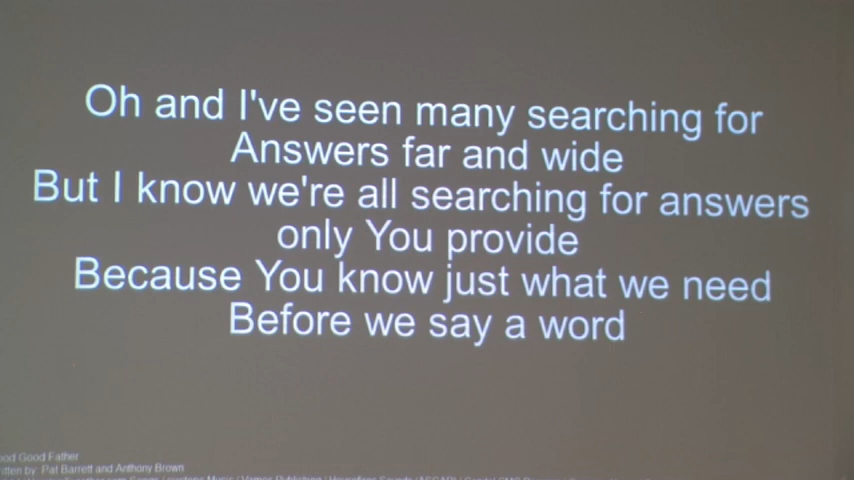 Oh and I've seen many searching for
Answers far and wide
But I know we're all searching for answers
only You provide
Because You know just what we need
Before we say a word
ood Good Father
itten by: Pat Barrett and Anthony Brown